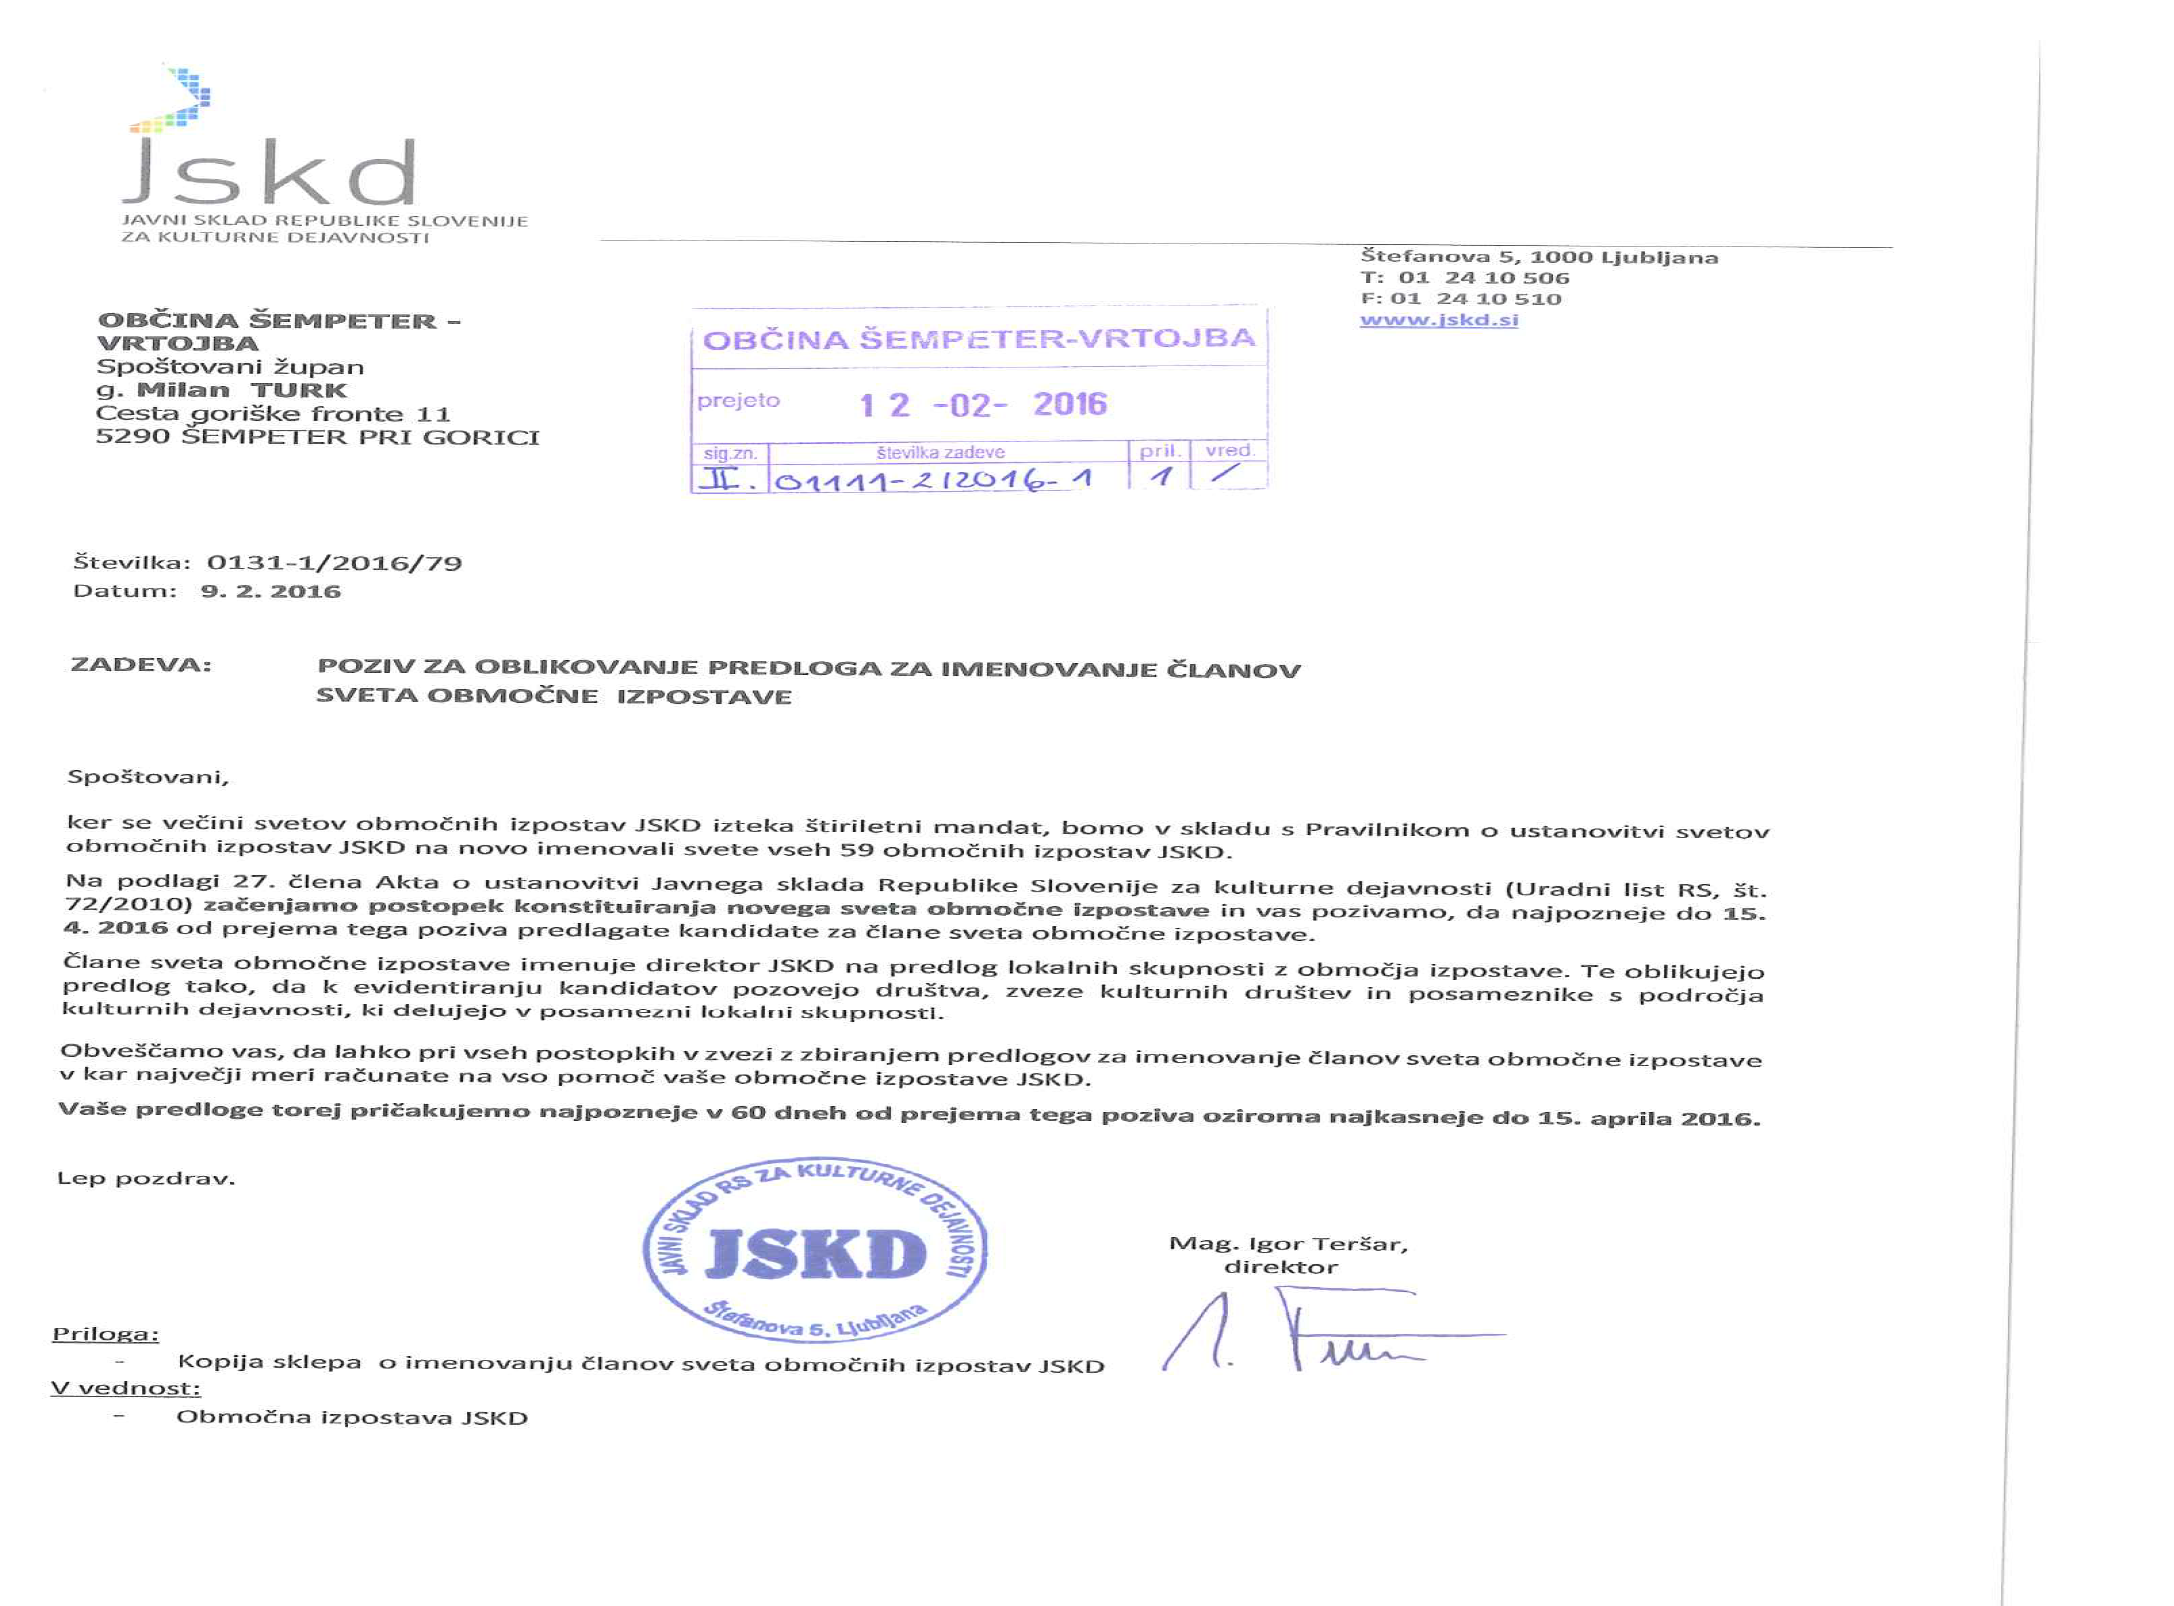 Jskd
JAVNI SKLAD REPUBLIKE SLOVENIJE
ZA KULTURNE DEJAVNOSTI
Štefanova 5, 1000 Ljubljana
T: 01 24 10 506
F: 01 24 10 510
www.jskd.si
OBČINA ŠEMPETER –
VRTOJBA
Spoštovani župan
g. Milan TURK
Cesta goriške fronte 11
5290 ŠEMPETER PRI GORICI
OBČINA ŠEMPETER-VRTOJBA
prejeto 12 -02- 2016
sig.zn. številka zadeve pril. vred.
II. 01111-2/2016-1 1 /
Številka: 0131-1/2016/79
Datum: 9. 2. 2016
ZADEVA: POZIV ZA OBLIKOVANJE PREDLOGA ZA IMENOVANJE ČLANOV
SVETA OBMOČNE IZPOSTAVE
Spoštovani,
ker se večini svetov območnih izpostav JSKD izteka štiriletni mandat, bomo v skladu s Pravilnikom o ustanovitvi svetov
območnih izpostav JSKD na novo imenovali svete vseh 59 območnih izpostav JSKD.
Na podlagi 27. člena Akta o ustanovitvi Javnega sklada Republike Slovenije za kulturne dejavnosti (Uradni list RS, št.
72/2010) začenjamo postopek konstituiranja novega sveta območne izpostave in vas pozivamo, da najpozneje do 15.
4. 2016 od prejema tega poziva predlagate kandidate za člane sveta območne izpostave.
Člane sveta območne izpostave imenuje direktor JSKD na predlog lokalnih skupnosti z območja izpostave. Te oblikujejo
predlog tako, da k evidentiranju kandidatov pozovejo društva, zveze kulturnih društev in posameznike s področja
kulturnih dejavnosti, ki delujejo v posamezni lokalni skupnosti.
Obveščamo vas, da lahko pri vseh postopkih v zvezi z zbiranjem predlogov za imenovanje članov sveta območne izpostave
v kar največji meri računate na vso pomoč vaše območne izpostave JSKD.
Vaše predloge torej pričakujemo najpozneje v 60 dneh od prejema tega poziva oziroma najkasneje do 15. aprila 2016.
Lep pozdrav.
JAVNI SKLAD RS ZA KULTURNE DEJAVNOSTI
JSKD
Štefanova 5, Ljubljana
Mag. Igor Teršar,
direktor
Priloga:
- Kopija sklepa o imenovanju članov sveta območnih izpostav JSKD
V vednost:
- Območna izpostava JSKD